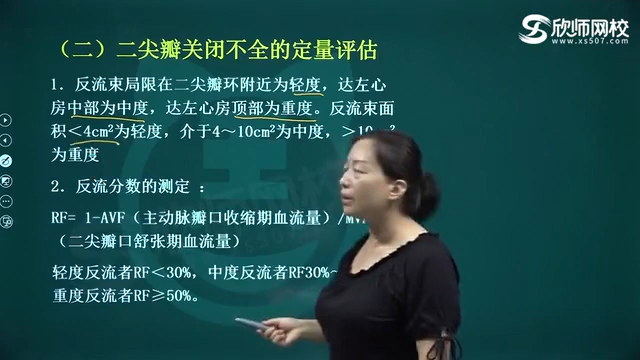 欣师网校
www.xs507.com
（二）二尖瓣关闭不全的定量评估
1．反流束局限在二尖瓣环附近为轻度，达左心
房中部为中度，达左心房顶部为重度。反流束面
积＜4cm²为轻度，介于4～10cm²为中度，＞10
为重度
2．反流分数的测定：
RF= 1-AVF（主动脉瓣口收缩期血流量）/
（二尖瓣口舒张期血流量）
轻度反流者RF＜30%，中度反流者RF30%
重度反流者RF≥50%。